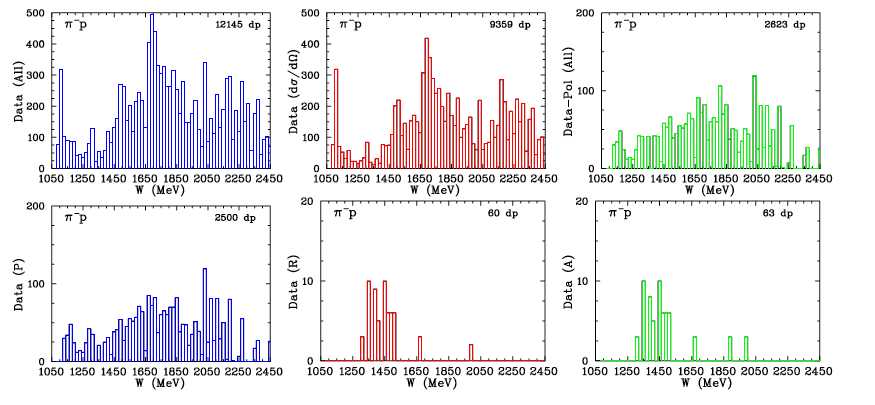 π⁻p 12145 dp
500
400
300
200
100
0
Data (All)
1050 1250 1450 1650 1850 2050 2250 2450
W (MeV)
π⁻p 9359 dp
500
400
300
200
100
0
Data (dσ/dΩ)
1050 1250 1450 1650 1850 2050 2250 2450
W (MeV)
π⁻p 2623 dp
200
100
0
Data-Pol (All)
1050 1250 1450 1650 1850 2050 2250 2450
W (MeV)
π⁻p 2500 dp
200
100
0
Data (P)
1050 1250 1450 1650 1850 2050 2250 2450
W (MeV)
π⁻p 60 dp
20
10
0
Data (R)
1050 1250 1450 1650 1850 2050 2250 2450
W (MeV)
π⁻p 63 dp
20
10
0
Data (A)
1050 1250 1450 1650 1850 2050 2250 2450
W (MeV)